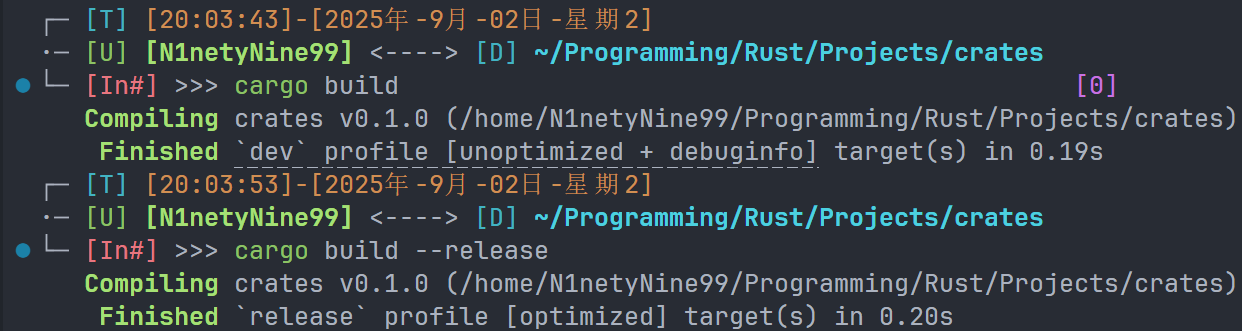 [T] [20:03:43]-[2025年-9月-02日-星期2]
[U] [N1netyNine99] <----> [D] ~/Programming/Rust/Projects/crates
[In#] >>> cargo build [0]
Compiling crates v0.1.0 (/home/N1netyNine99/Programming/Rust/Projects/crates)
Finished `dev` profile [unoptimized + debuginfo] target(s) in 0.19s
[T] [20:03:53]-[2025年-9月-02日-星期2]
[U] [N1netyNine99] <----> [D] ~/Programming/Rust/Projects/crates
[In#] >>> cargo build --release
Compiling crates v0.1.0 (/home/N1netyNine99/Programming/Rust/Projects/crates)
Finished `release` profile [optimized] target(s) in 0.20s